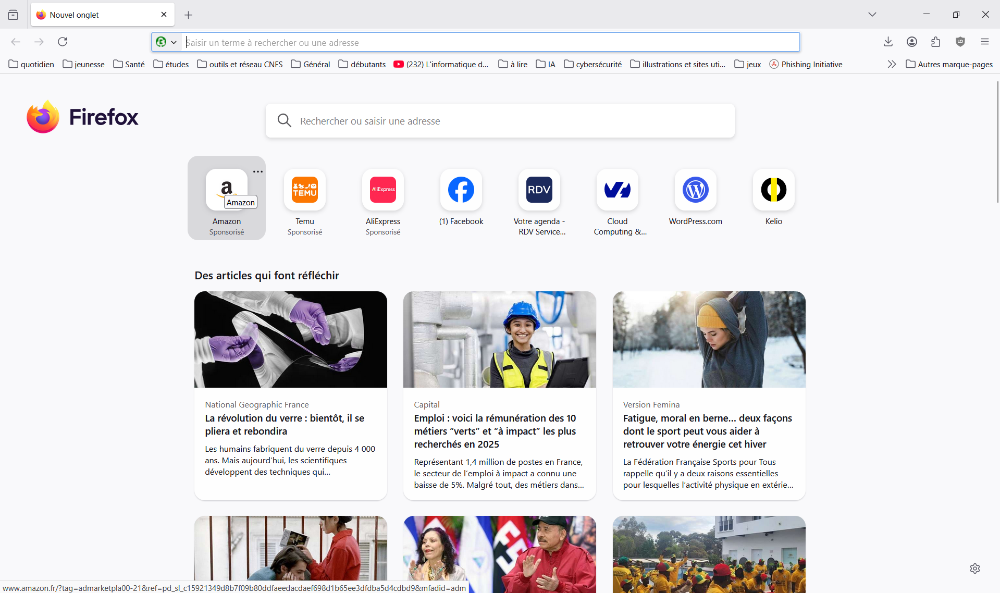 Nouvel onglet
Saisir un terme à rechercher ou une adresse
quotidien jeunesse Santé études outils et réseau CNFS Général débutants (232) L'informatique d... à lire IA cybersécurité illustrations et sites uti... jeux Phishing Initiative Autres marque-pages
Firefox
Rechercher ou saisir une adresse
a
Amazon
TEMU
AliExpress
RDV
Amazon
Sponsorisé
Temu
Sponsorisé
AliExpress
Sponsorisé
(1) Facebook
Votre agenda -
RDV Service...
Cloud
Computing &...
WordPress.com
Kelio
Des articles qui font réfléchir
National Geographic France
La révolution du verre : bientôt, il se
pliera et rebondira
Les humains fabriquent du verre depuis 4 000
ans. Mais aujourd'hui, les scientifiques
développent des techniques qui...
Capital
Emploi : voici la rémunération des 10
métiers “verts” et “à impact” les plus
recherchés en 2025
Représentant 1,4 million de postes en France,
le secteur de l'emploi à impact a connu une
baisse de 5%. Malgré tout, des métiers dans...
Version Femina
Fatigue, moral en berne... deux façons
dont le sport peut vous aider à
retrouver votre énergie cet hiver
La Fédération Française Sports pour Tous
rappelle qu'il y a deux raisons essentielles
pour lesquelles l'activité physique en extérie...
www.amazon.fr/?tag=admarketpla00-21&ref=pd_sl_c15921349d8b7f09b80ddfaeedacdaef698d1b65ee3dfdba5d4cdbd9&mfadid=adm